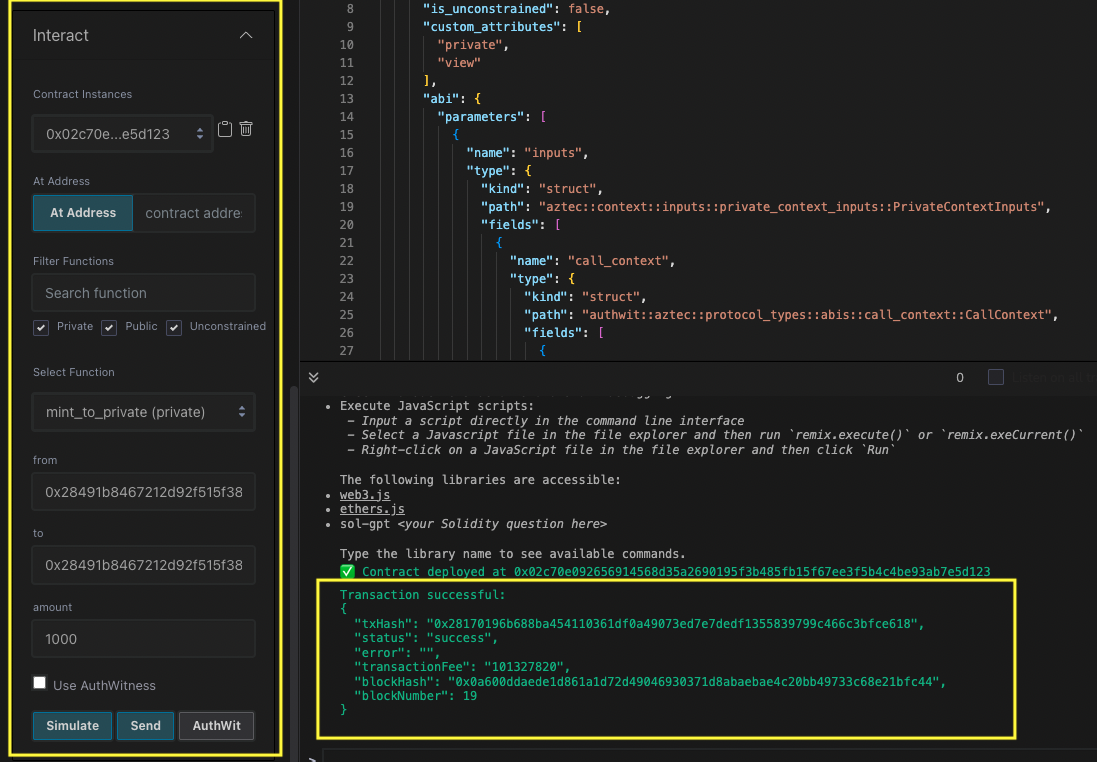 Interact
Contract Instances
0x02c70e...e5d123
At Address
At Address contract addre
Filter Functions
Search function
Private Public Unconstrained
Select Function
mint_to_private (private)
from
0x28491b8467212d92f515f38
to
0x28491b8467212d92f515f38
amount
1000
Use AuthWitness
Simulate Send AuthWit
8 "is_unconstrained": false,
9 "custom_attributes": [
10 "private",
11 "view"
12 ],
13 "abi": {
14 "parameters": [
15 {
16 "name": "inputs",
17 "type": {
18 "kind": "struct",
19 "path": "aztec::context::inputs::private_context_inputs::PrivateContextInputs",
20 "fields": [
21 {
22 "name": "call_context",
23 "type": {
24 "kind": "struct",
25 "path": "authwit::aztec::protocol_types::abis::call_context::CallContext",
26 "fields": [
27 {
0
• Execute JavaScript scripts:
- Input a script directly in the command line interface
- Select a Javascript file in the file explorer and then run `remix.execute()` or `remix.exeCurrent()`
- Right-click on a JavaScript file in the file explorer and then click `Run`
The following libraries are accessible:
• web3.js
• ethers.js
• sol-gpt <your Solidity question here>
Type the library name to see available commands.
✅ Contract deployed at 0x02c70e092656914568d35a2690195f3b485fb15f67ee3f5b4c4be93ab7e5d123
Transaction successful:
{
"txHash": "0x28170196b688ba454110361df0a49073ed7e7dedf1355839799c466c3bfce618",
"status": "success",
"error": "",
"transactionFee": "101327820",
"blockHash": "0x0a600ddaede1d861a1d72d49046930371d8abaebae4c20bb49733c68e21bfc44",
"blockNumber": 19
}
>